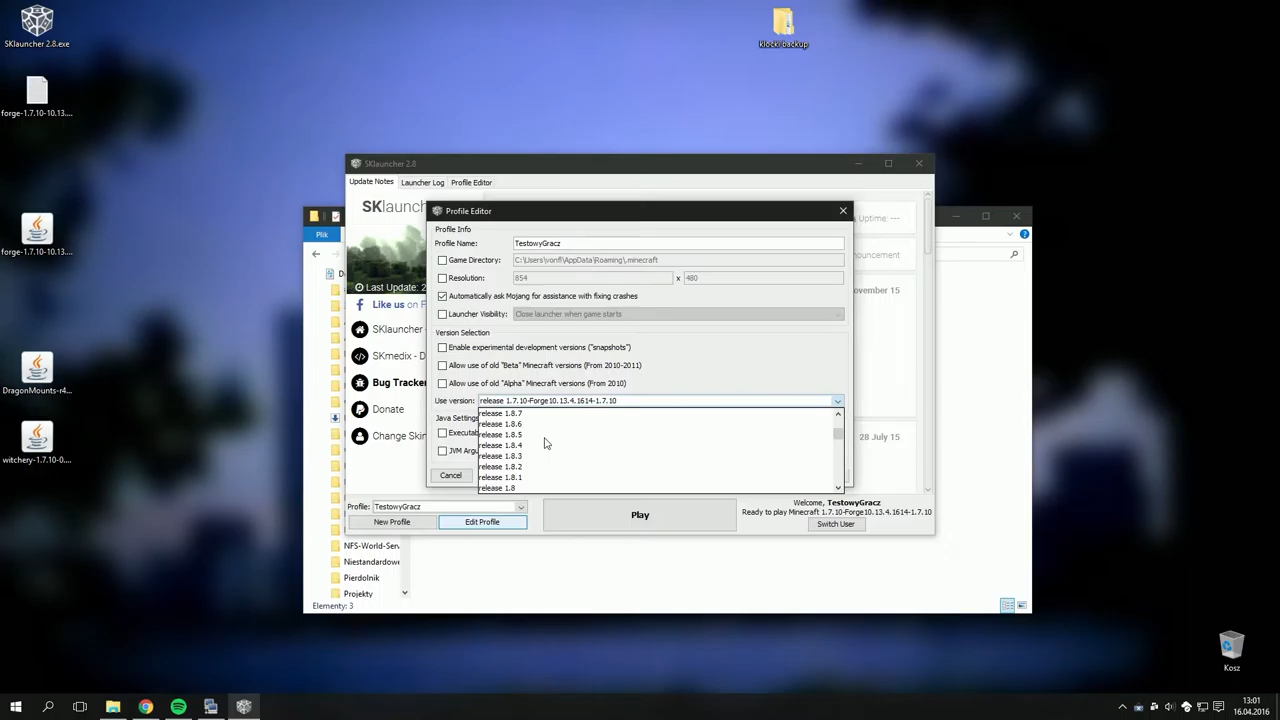 SKlauncher 2.8.exe
klocki backup
forge-1.7.10-10.13....
forge-1.7.10-10.13....
DragonMounts-r4...
witchery-1.7.10-0....
SKlauncher 2.8
Update Notes
Launcher Log
Profile Editor
SKlaunch
Uptime: ---
Plik
Last Update: 2
Like us on F
SKlauncher -
SKmedix - D
Bug Tracker
Donate
Change Skin
nnouncement
November 15
28 July 15
Profile Editor
Profile Info
Profile Name:
TestowyGracz
Game Directory:
C:\Users\vonfl\AppData\Roaming\.minecraft
Resolution:
854
x
480
Automatically ask Mojang for assistance with fixing crashes
Launcher Visibility:
Close launcher when game starts
Version Selection
Enable experimental development versions ("snapshots")
Allow use of old "Beta" Minecraft versions (From 2010-2011)
Allow use of old "Alpha" Minecraft versions (From 2010)
Use version:
release 1.7.10-Forge10.13.4.1614-1.7.10
release 1.8.7
release 1.8.6
release 1.8.5
release 1.8.4
release 1.8.3
release 1.8.2
release 1.8.1
release 1.8
Java Settings
Executab
JVM Argu
Cancel
Profile:
TestowyGracz
New Profile
Edit Profile
Play
Welcome, TestowyGracz
Ready to play Minecraft 1.7.10-Forge10.13.4.1614-1.7.10
Switch User
NFS-World-Serv
Niestandardowe
Pierdolnik
Projekty
Elementy: 3
Kosz
13:01
16.04.2016